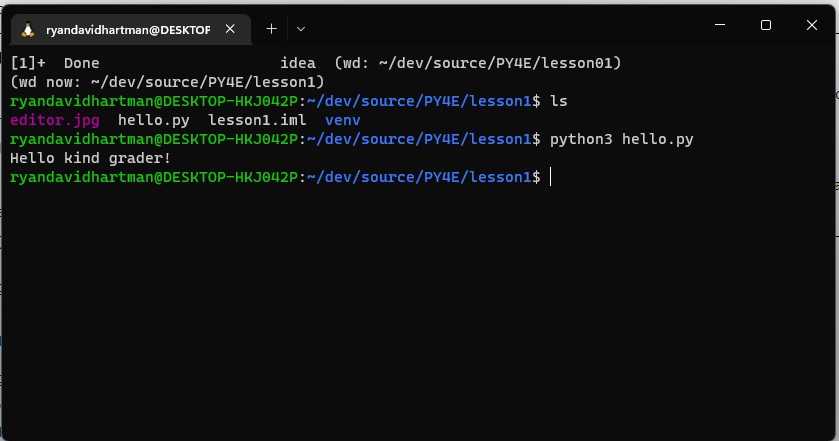 ryandavidhartman@DESKTOP
[1]+  Done                    idea  (wd: ~/dev/source/PY4E/lesson01)
(wd now: ~/dev/source/PY4E/lesson1)
ryandavidhartman@DESKTOP-HKJ042P:~/dev/source/PY4E/lesson1$ ls
editor.jpg  hello.py  lesson1.iml  venv
ryandavidhartman@DESKTOP-HKJ042P:~/dev/source/PY4E/lesson1$ python3 hello.py
Hello kind grader!
ryandavidhartman@DESKTOP-HKJ042P:~/dev/source/PY4E/lesson1$